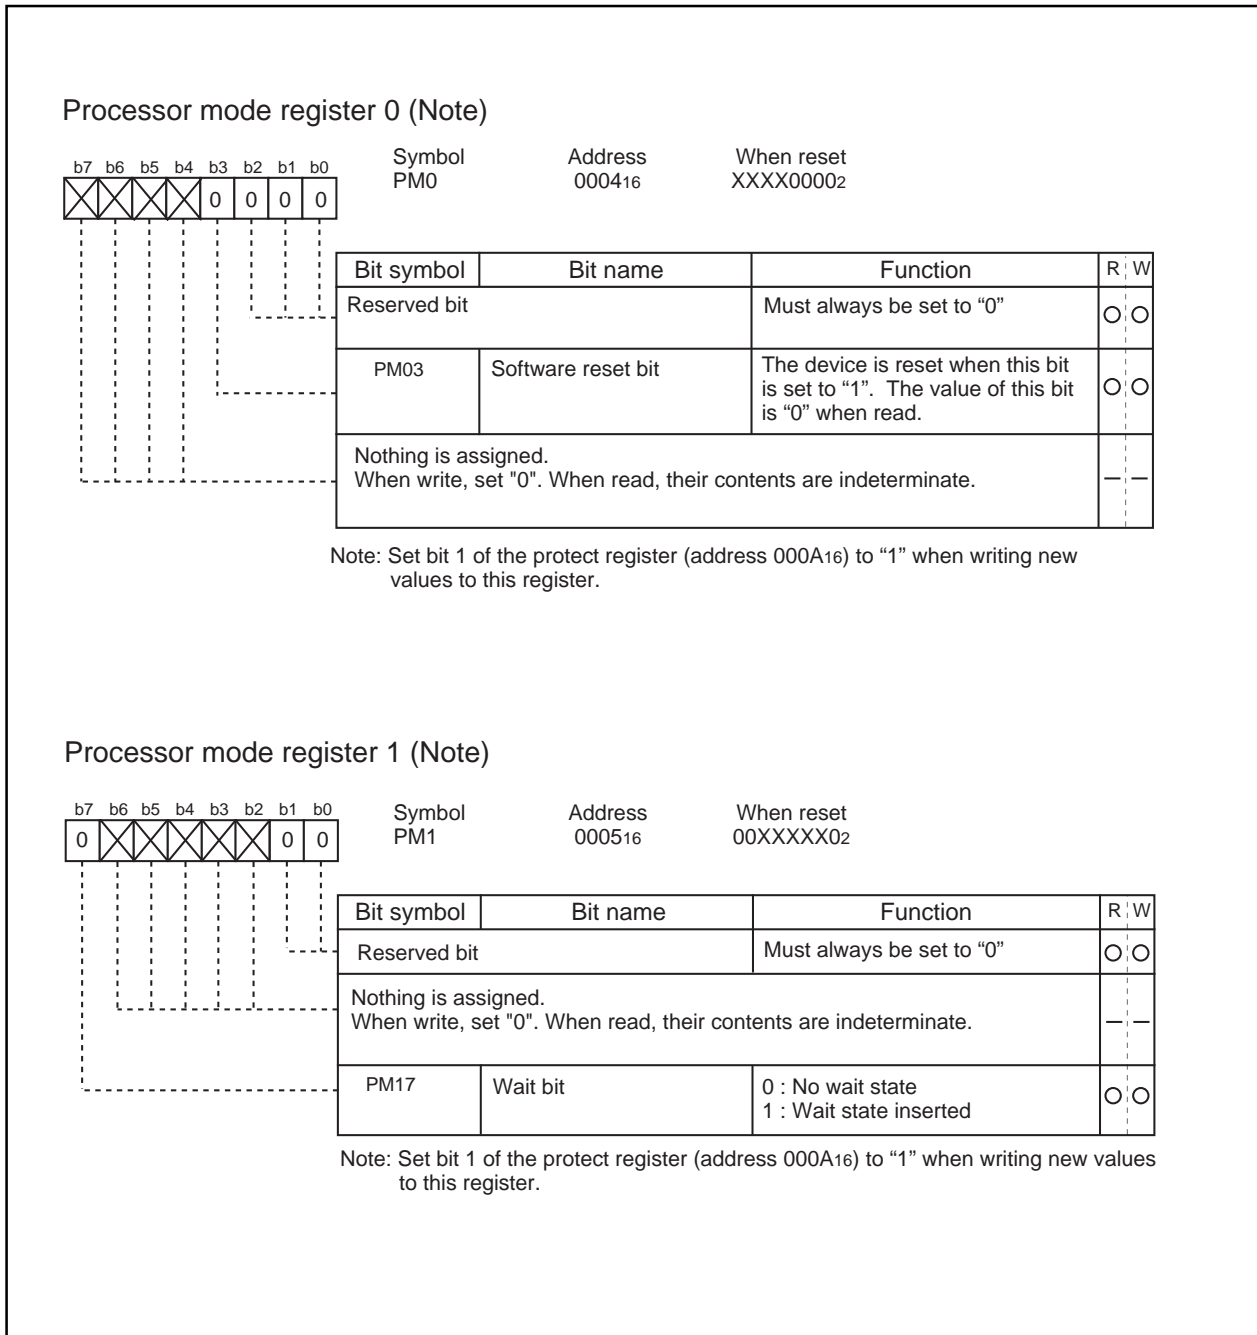 Processor mode register 0 (Note)
Symbol Address When reset
b7 b6 b5 b4 b3 b2 b1 b0
PM0 000416 XXXX00002
0 0 0 0
Bit symbol Bit name Function R W
Reserved bit Must always be set to “0”
PM03 Software reset bit The device is reset when this bit
is set to “1”. The value of this bit
is “0” when read.
Nothing is assigned.
When write, set "0". When read, their contents are indeterminate.
Note: Set bit 1 of the protect register (address 000A16) to “1” when writing new
values to this register.
Processor mode register 1 (Note)
b7 b6 b5 b4 b3 b2 b1 b0
Symbol Address When reset
PM1 000516 00XXXXX02
0 0 0
Bit symbol Bit name Function R W
Reserved bit Must always be set to “0”
Nothing is assigned.
When write, set "0". When read, their contents are indeterminate.
PM17 Wait bit 0 : No wait state
1 : Wait state inserted
Note: Set bit 1 of the protect register (address 000A16) to “1” when writing new values
to this register.